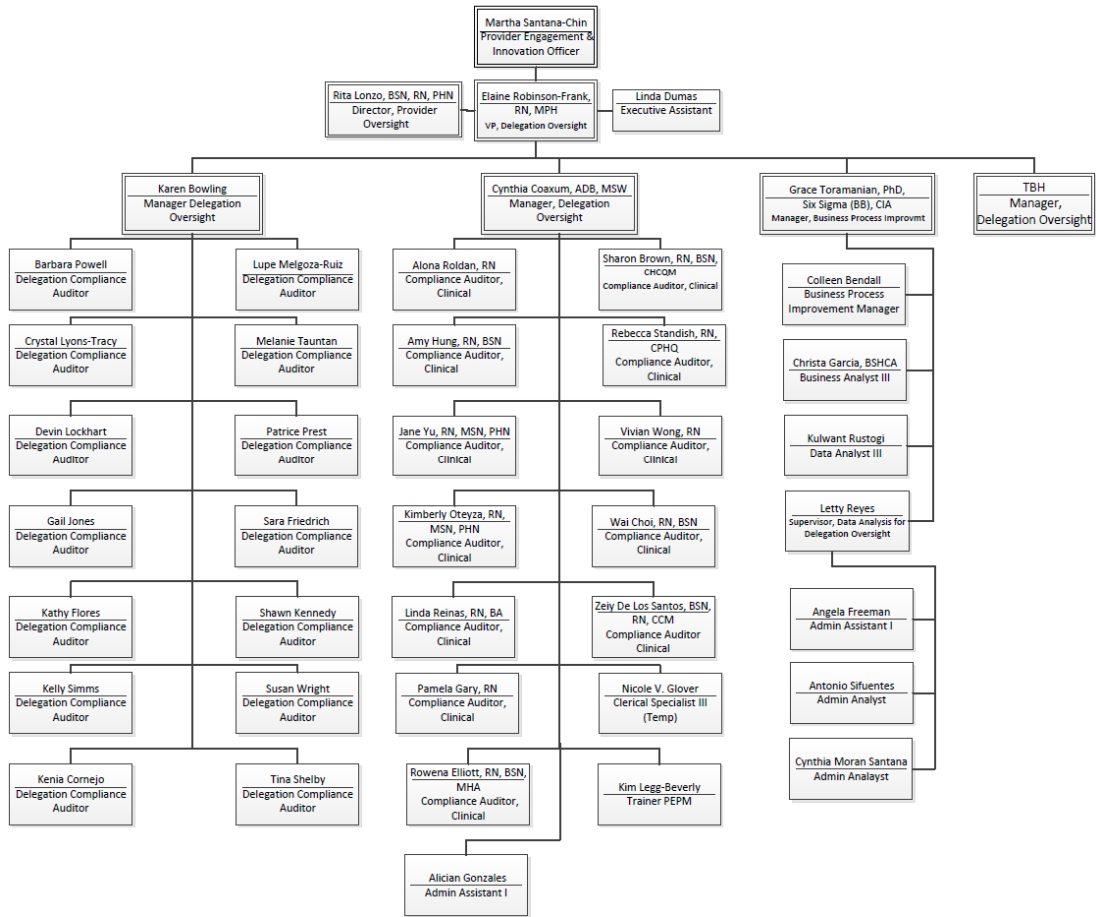 Martha Santana-Chin
Provider Engagement &
Innovation Officer
Rita Lonzo, BSN, RN, PHN
Director, Provider
Oversight
Elaine Robinson-Frank,
RN, MPH
VP, Delegation Oversight
Linda Dumas
Executive Assistant
Karen Bowling
Manager Delegation
Oversight
Cynthia Coaxum, ADB, MSW
Manager, Delegation
Oversight
Grace Toramanian, PhD,
Six Sigma (BB), CIA
Manager, Business Process Improvmt
TBH
Manager,
Delegation Oversight
Barbara Powell
Delegation Compliance
Auditor
Lupe Melgoza-Ruiz
Delegation Compliance
Auditor
Crystal Lyons-Tracy
Delegation Compliance
Auditor
Melanie Tauntan
Delegation Compliance
Auditor
Devin Lockhart
Delegation Compliance
Auditor
Patrice Prest
Delegation Compliance
Auditor
Gail Jones
Delegation Compliance
Auditor
Sara Friedrich
Delegation Compliance
Auditor
Kathy Flores
Delegation Compliance
Auditor
Shawn Kennedy
Delegation Compliance
Auditor
Kelly Simms
Delegation Compliance
Auditor
Susan Wright
Delegation Compliance
Auditor
Kenia Cornejo
Delegation Compliance
Auditor
Tina Shelby
Delegation Compliance
Auditor
Alona Roldan, RN
Compliance Auditor,
Clinical
Sharon Brown, RN, BSN,
CHCQM
Compliance Auditor, Clinical
Amy Hung, RN, BSN
Compliance Auditor,
Clinical
Rebecca Standish, RN,
CPHQ
Compliance Auditor,
Clinical
Jane Yu, RN, MSN, PHN
Compliance Auditor,
Clinical
Vivian Wong, RN
Compliance Auditor,
Clinical
Kimberly Oteyza, RN,
MSN, PHN
Compliance Auditor,
Clinical
Wai Choi, RN, BSN
Compliance Auditor,
Clinical
Linda Reinas, RN, BA
Compliance Auditor,
Clinical
Zeiy De Los Santos, BSN,
RN, CCM
Compliance Auditor
Clinical
Pamela Gary, RN
Compliance Auditor,
Clinical
Nicole V. Glover
Clerical Specialist III
(Temp)
Rowena Elliott, RN, BSN,
MHA
Compliance Auditor,
Clinical
Kim Legg-Beverly
Trainer PEPM
Alician Gonzales
Admin Assistant I
Colleen Bendall
Business Process
Improvement Manager
Christa Garcia, BSHCA
Business Analyst III
Kulwant Rustogi
Data Analyst III
Letty Reyes
Supervisor, Data Analysis for
Delegation Oversight
Angela Freeman
Admin Assistant I
Antonio Sifuentes
Admin Analyst
Cynthia Moran Santana
Admin Analayst